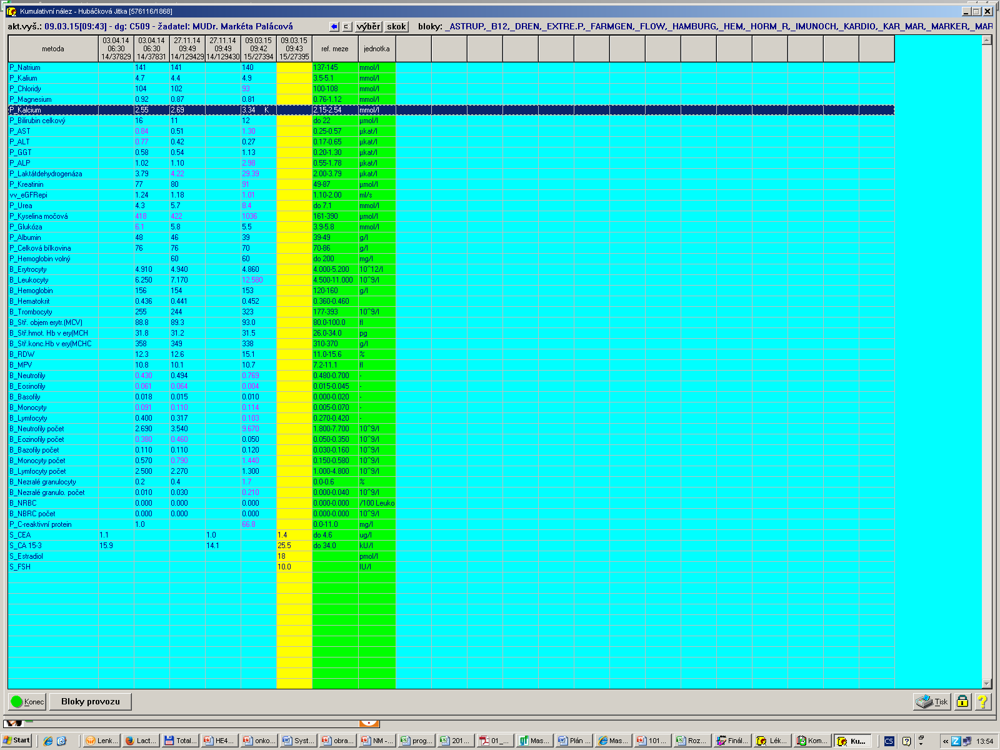 Kumulativní nález - Hubáčková Jitka [576116/1868]
akt.vyš.: 09.03.15[09:43] - dg: C509 - žadatel: MUDr. Markéta Palácová výběr skok bloky: _ASTRUP,_B12,_DREN,_EXTRE.P,_FARMGEN,_FLOW,_HAMBURG,_HEM,_HORM_R,_IMUNOCH,_KARDIO,_KAR_MAR,_MARKER,_MAR
03.04.14 03.04.14 27.11.14 27.11.14 09.03.15 09.03.15
metoda 06:30 06:30 09:49 09:49 09:42 09:43 ref. meze jednotka
14/37829 14/37831 14/129429 14/129430 15/27394 15/27395
P_Natrium 141 141 140 137-145 mmol/l
P_Kalium 4.7 4.4 4.9 3.5-5.1 mmol/l
P_Chloridy 104 102 93 100-108 mmol/l
P_Magnesium 0.92 0.87 0.81 0.76-1.12 mmol/l
P_Kalcium 2.55 2.69 3.34 K 2.15-2.54 mmol/l
P_Bilirubin celkový 16 11 12 do 22 µmol/l
P_AST 0.84 0.51 1.30 0.25-0.57 µkat/l
P_ALT 0.77 0.42 0.27 0.17-0.65 µkat/l
P_GGT 0.58 0.54 1.13 0.20-1.30 µkat/l
P_ALP 1.02 1.10 2.98 0.55-1.78 µkat/l
P_Laktátdehydrogenáza 3.79 4.22 29.39 2.00-3.79 µkat/l
P_Kreatinin 77 80 91 49-87 µmol/l
vv_eGFRepi 1.24 1.18 1.01 1.10-2.00 ml/s
P_Urea 4.3 5.7 8.4 do 7.1 mmol/l
P_Kyselina močová 418 422 1036 161-390 µmol/l
P_Glukóza 6.1 5.8 5.5 3.9-5.8 mmol/l
P_Albumin 48 46 39 39-49 g/l
P_Celková bílkovina 76 76 70 70-86 g/l
P_Hemoglobin volný 60 60 do 200 mg/l
B_Erytrocyty 4.910 4.940 4.860 4.000-5.200 10^12/l
B_Leukocyty 6.250 7.170 12.580 4.500-11.000 10^9/l
B_Hemoglobin 156 154 153 120-160 g/l
B_Hematokrit 0.436 0.441 0.452 0.360-0.460
B_Trombocyty 255 244 323 177-393 10^9/l
B_Stř. objem erytr.(MCV) 88.8 89.3 93.0 80.0-100.0 fl
B_Stř.hmot. Hb v ery(MCH 31.8 31.2 31.5 26.0-34.0 pg
B_Stř.konc.Hb v ery(MCHC 358 349 338 310-370 g/l
B_RDW 12.3 12.6 15.1 11.0-15.6 %
B_MPV 10.8 10.1 10.7 7.2-11.1 fl
B_Neutrofily 0.430 0.494 0.769 0.480-0.700 -
B_Eosinofily 0.061 0.064 0.004 0.015-0.045 -
B_Basofily 0.018 0.015 0.010 0.000-0.020 -
B_Monocyty 0.091 0.110 0.114 0.005-0.070 -
B_Lymfocyty 0.400 0.317 0.103 0.270-0.420 -
B_Neutrofily počet 2.690 3.540 9.670 1.800-7.700 10^9/l
B_Eozinofily počet 0.380 0.460 0.050 0.050-0.350 10^9/l
B_Bazofily počet 0.110 0.110 0.120 0.030-0.160 10^9/l
B_Monocyty počet 0.570 0.790 1.440 0.150-0.580 10^9/l
B_Lymfocyty počet 2.500 2.270 1.300 1.000-4.800 10^9/l
B_Nezralé granulocyty 0.2 0.4 1.7 0.0-0.6 %
B_Nezralé granulo. počet 0.010 0.030 0.210 0.000-0.040 10^9/l
B_NRBC 0.000 0.000 0.000 0.000-0.000 /100 Leuko
B_NBRC počet 0.000 0.000 0.000 0.000-0.000 10^9/l
P_C-reaktivní protein 1.0 66.8 0.0-11.0 mg/l
S_CEA 1.1 1.0 1.4 do 4.6 ug/l
S_CA 15-3 15.9 14.1 25.5 do 34.0 kU/l
S_Estradiol 18 pmol/l
S_FSH 10.0 IU/l
Konec Bloky provozu Tisk
Start Lenk... Lact... Total... HE4... onko... Syst... obra... NM -... prog... 201... 01_... Mas... Plán ... Mas... 101... Roz... Finál... Lék... Kom... Ku... CS « 13:54